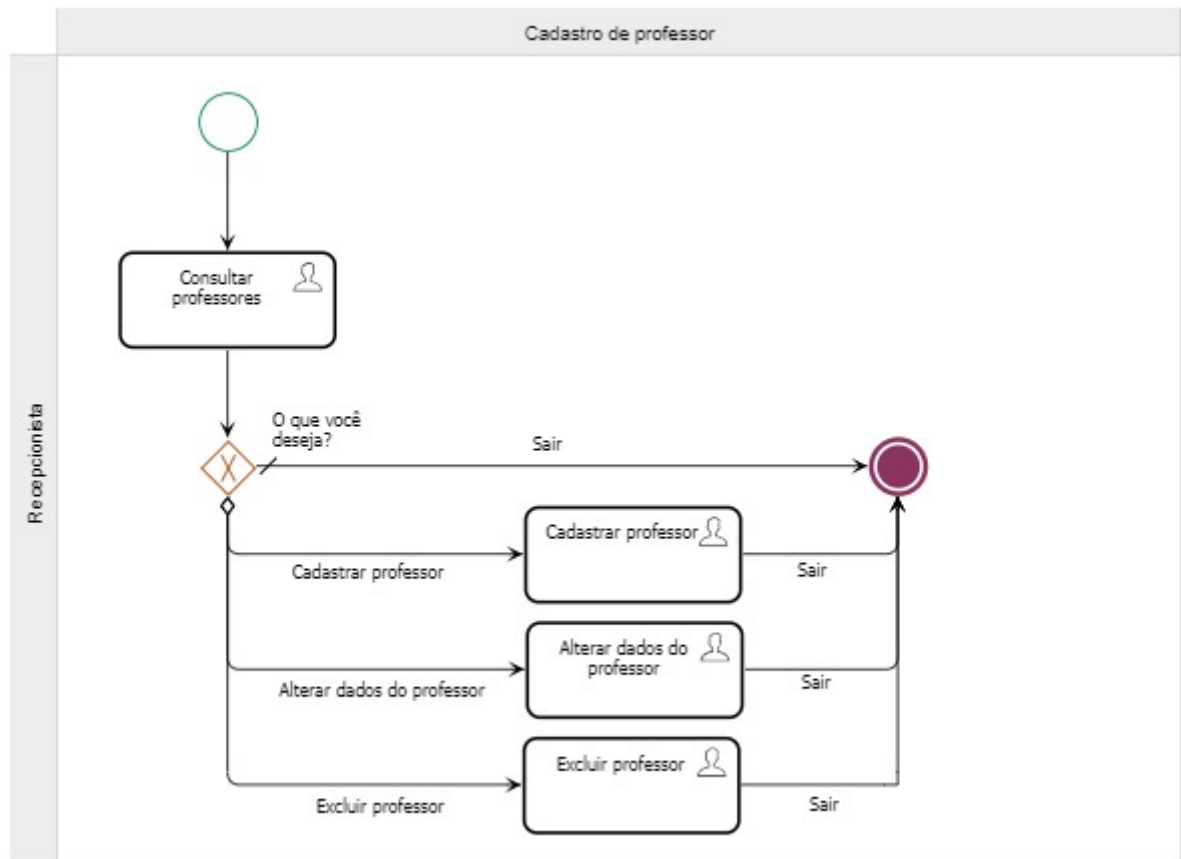 Cadastro de professor
Recepcionista
Consultar
professores
O que você
deseja?
Sair
Cadastrar professor
Cadastrar professor
Sair
Alterar dados do
professor
Alterar dados do professor
Sair
Excluir professor
Excluir professor
Sair